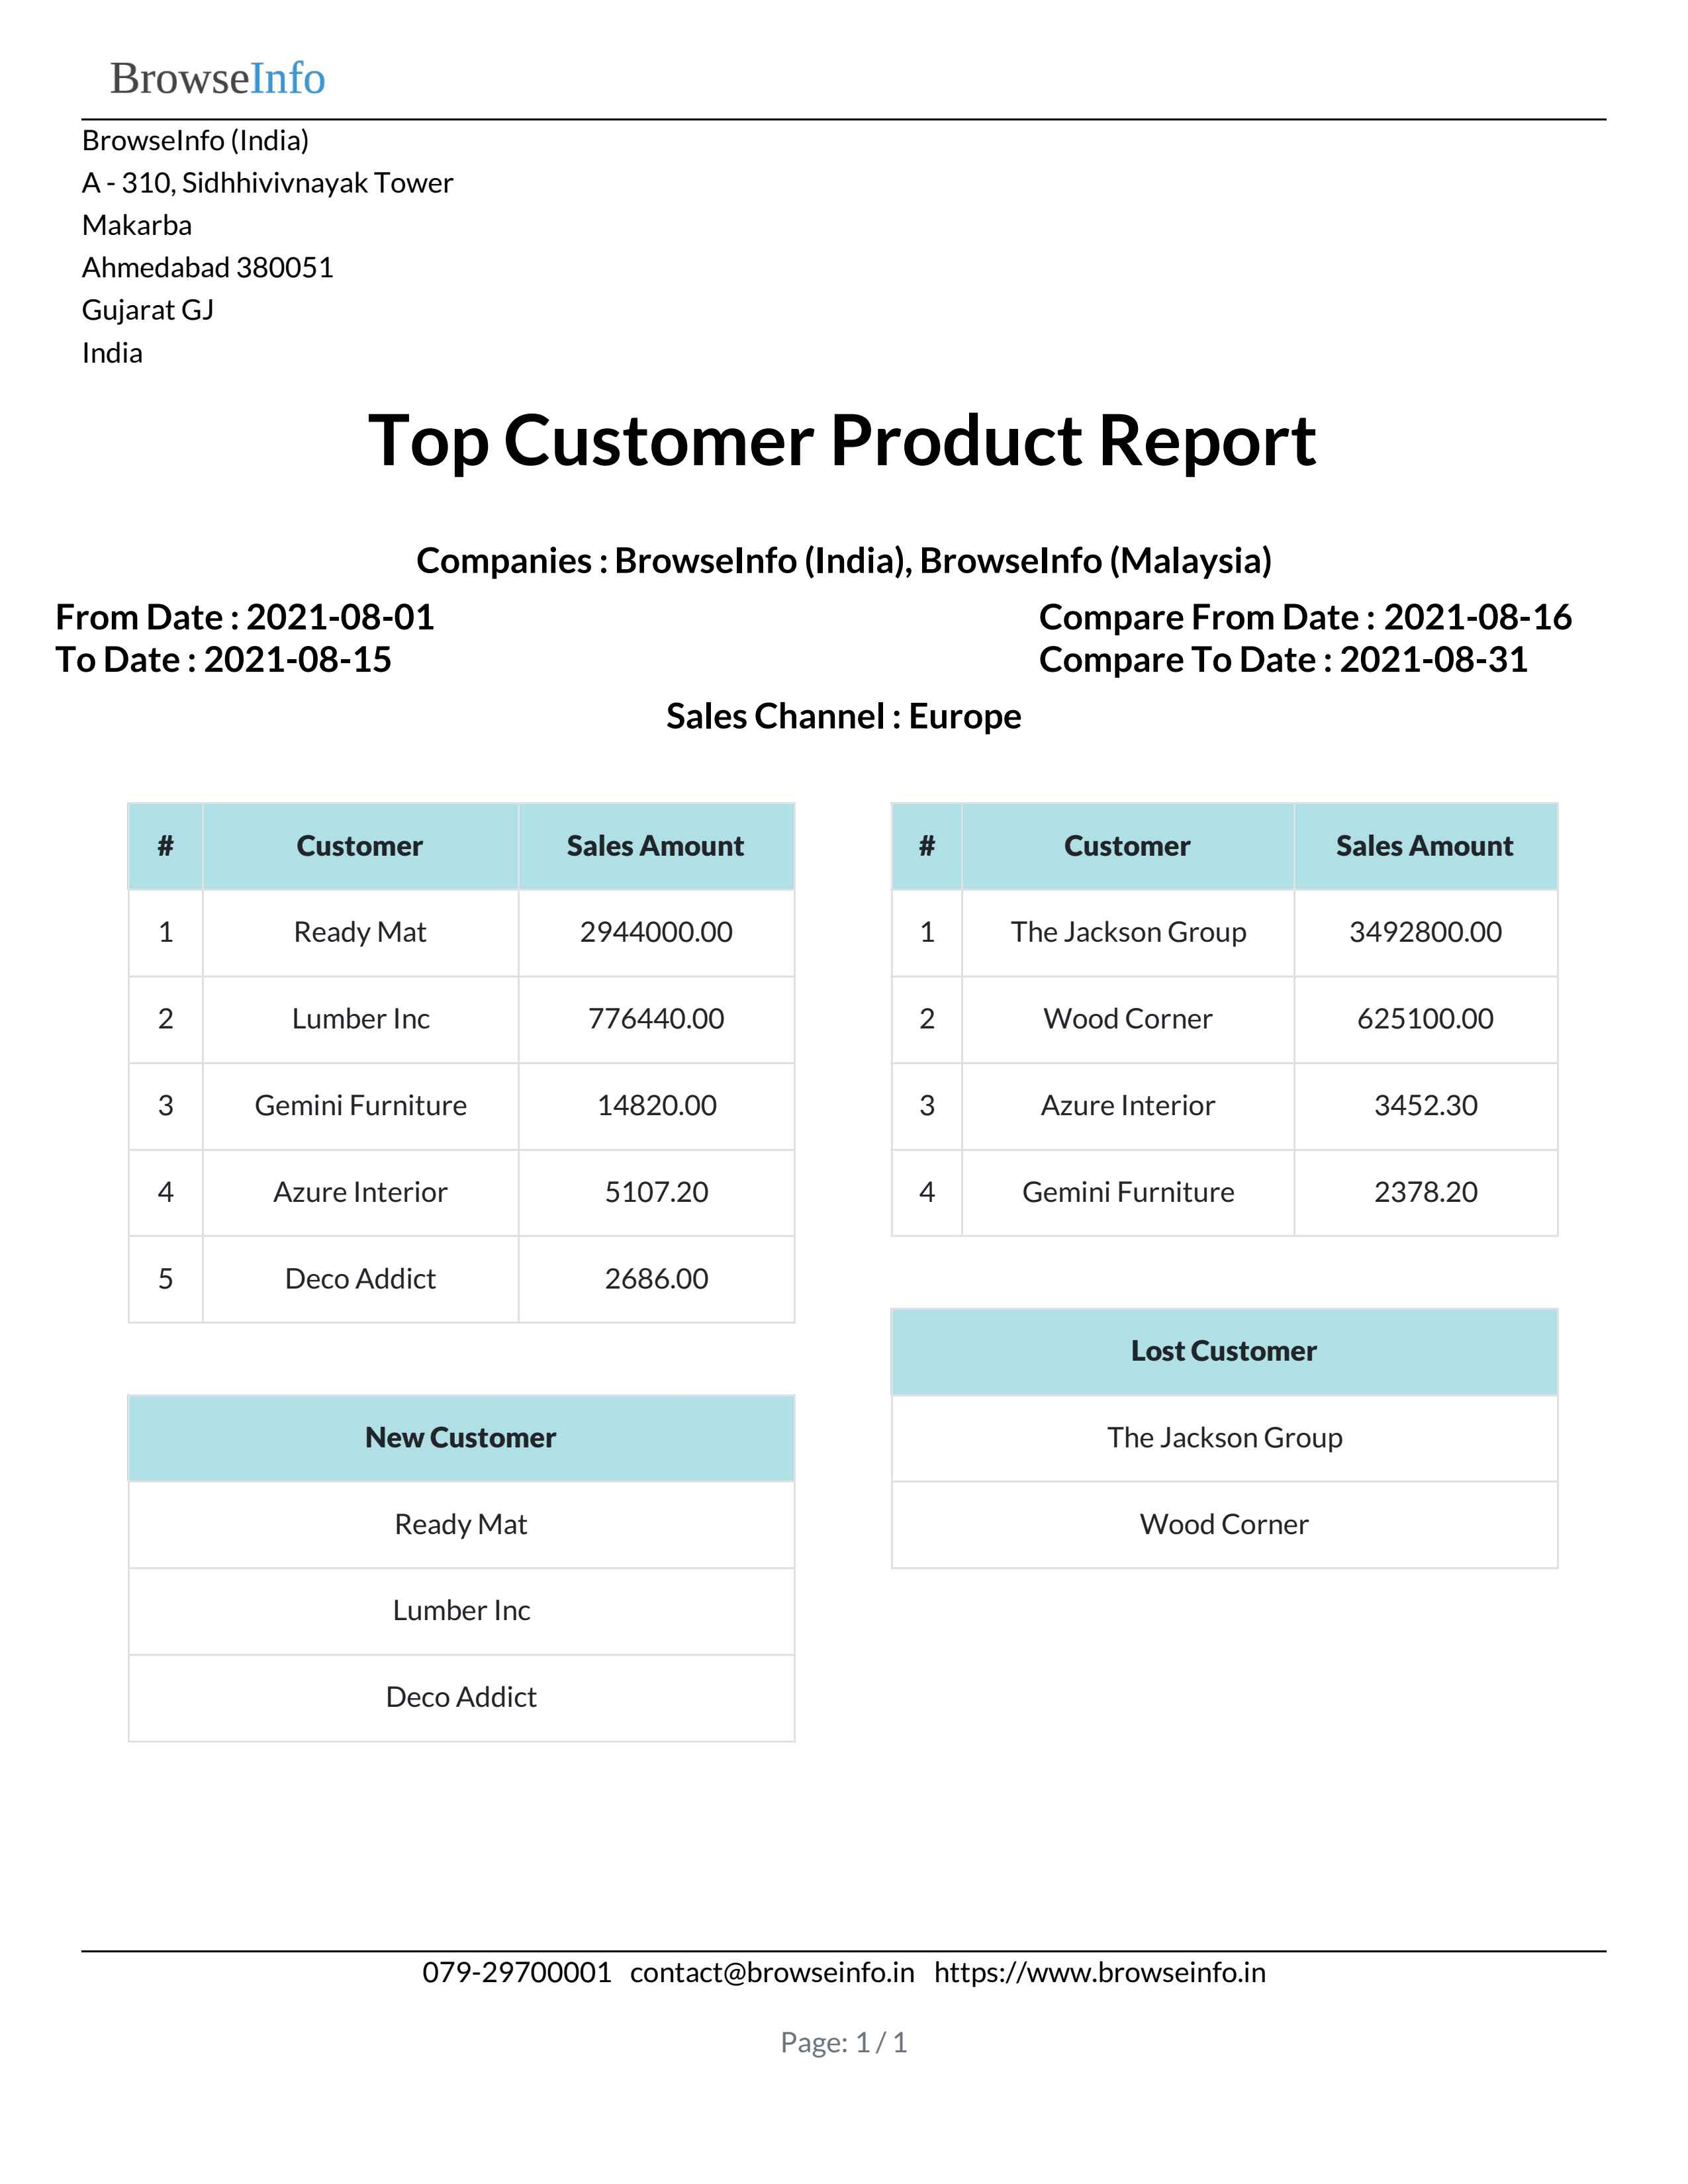 BrowseInfo
BrowseInfo (India)
A - 310, Sidhhivivnayak Tower
Makarba
Ahmedabad 380051
Gujarat GJ
India
Top Customer Product Report
Companies : BrowseInfo (India), BrowseInfo (Malaysia)
From Date : 2021-08-01
To Date : 2021-08-15
Compare From Date : 2021-08-16
Compare To Date : 2021-08-31
Sales Channel : Europe
# Customer Sales Amount
1 Ready Mat 2944000.00
2 Lumber Inc 776440.00
3 Gemini Furniture 14820.00
4 Azure Interior 5107.20
5 Deco Addict 2686.00
New Customer
Ready Mat
Lumber Inc
Deco Addict
# Customer Sales Amount
1 The Jackson Group 3492800.00
2 Wood Corner 625100.00
3 Azure Interior 3452.30
4 Gemini Furniture 2378.20
Lost Customer
The Jackson Group
Wood Corner
079-29700001 contact@browseinfo.in https://www.browseinfo.in
Page: 1 / 1